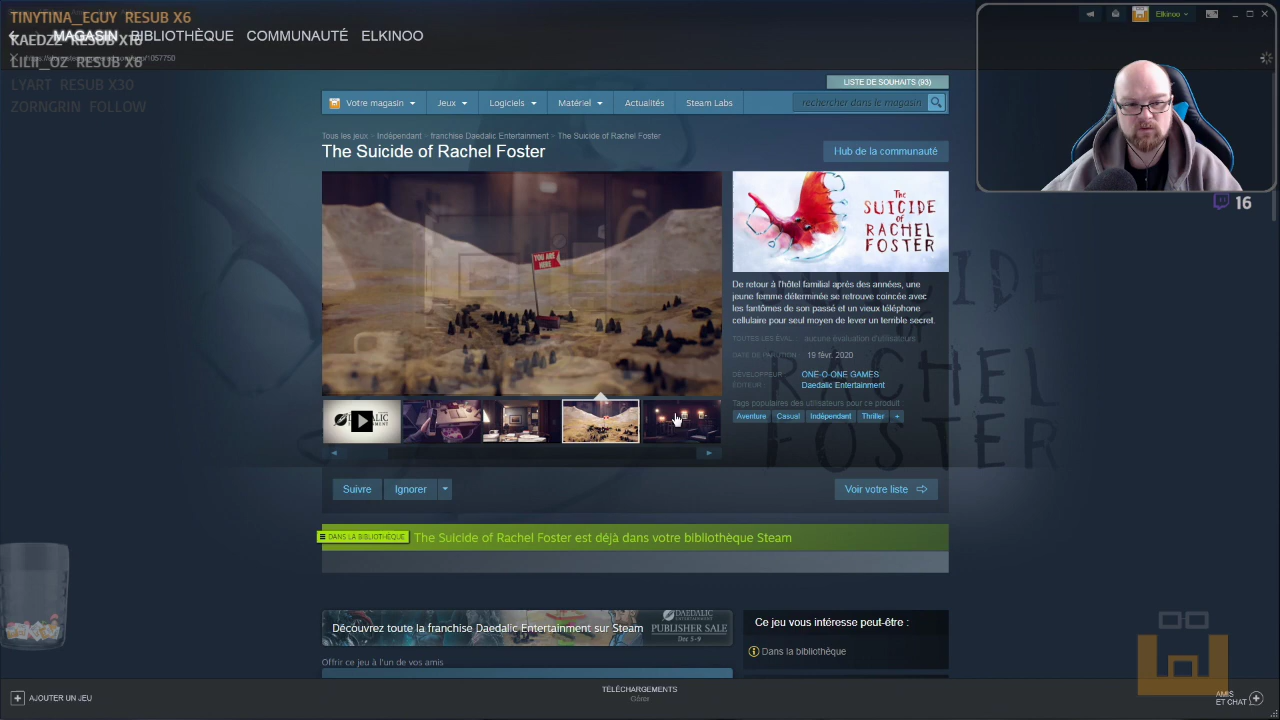 TINYTINA_EGUY RESUB X6
KAEDZZ RESUB X16
LILII_OZ RESUB X6
LYART RESUB X30
ZORNGRIN FOLLOW
MAGASIN BIBLIOTHÈQUE COMMUNAUTÉ ELKINOO
Elkinoo
16
LISTE DE SOUHAITS (93)
Votre magasin Jeux Logiciels Matériel Actualités Steam Labs
rechercher dans le magasin
Tous les jeux > Indépendant > franchise Daedalic Entertainment > The Suicide of Rachel Foster
The Suicide of Rachel Foster
Hub de la communauté
YOU ARE HERE
The
SUICIDE
OF
RACHEL
FOSTER
De retour à l'hôtel familial après des années, une
jeune femme déterminée se retrouve coincée avec
les fantômes de son passé et un vieux téléphone
cellulaire pour seul moyen de lever un terrible secret.
TOUTES LES ÉVAL. : aucune évaluation d'utilisateurs
DATE DE PARUTION : 19 févr. 2020
DÉVELOPPEUR : ONE-O-ONE GAMES
ÉDITEUR : Daedalic Entertainment
Tags populaires des utilisateurs pour ce produit :
Aventure Casual Indépendant Thriller +
Suivre Ignorer
Voir votre liste
DANS LA BIBLIOTHÈQUE
The Suicide of Rachel Foster est déjà dans votre bibliothèque Steam
Découvrez toute la franchise Daedalic Entertainment sur Steam
DAEDALIC
PUBLISHER SALE
Dec 3-9
Ce jeu vous intéresse peut-être :
Dans la bibliothèque
Offrir ce jeu à l'un de vos amis
AJOUTER UN JEU
TÉLÉCHARGEMENTS
Gérer
AMIS
ET CHAT